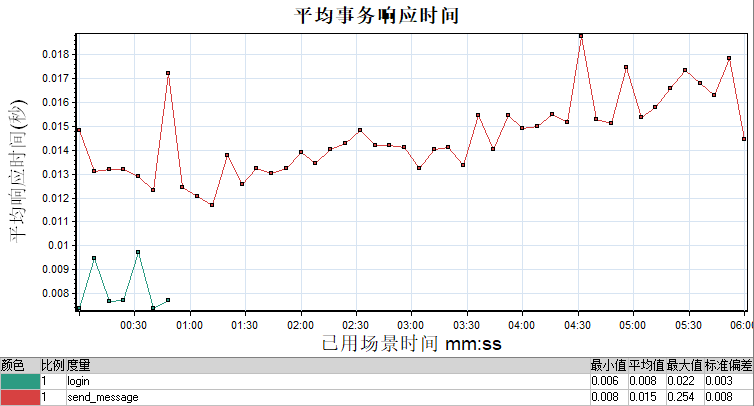 平均事务响应时间
平均响应时间(秒)
0.018
0.017
0.016
0.015
0.014
0.013
0.012
0.011
0.01
0.009
0.008
00:30 01:00 01:30 02:00 02:30 03:00 03:30 04:00 04:30 05:00 05:30 06:00
已用场景时间 mm:ss
颜色 比例 度量 最小值 平均值 最大值 标准偏差
1 login 0.006 0.008 0.022 0.003
1 send_message 0.008 0.015 0.254 0.008